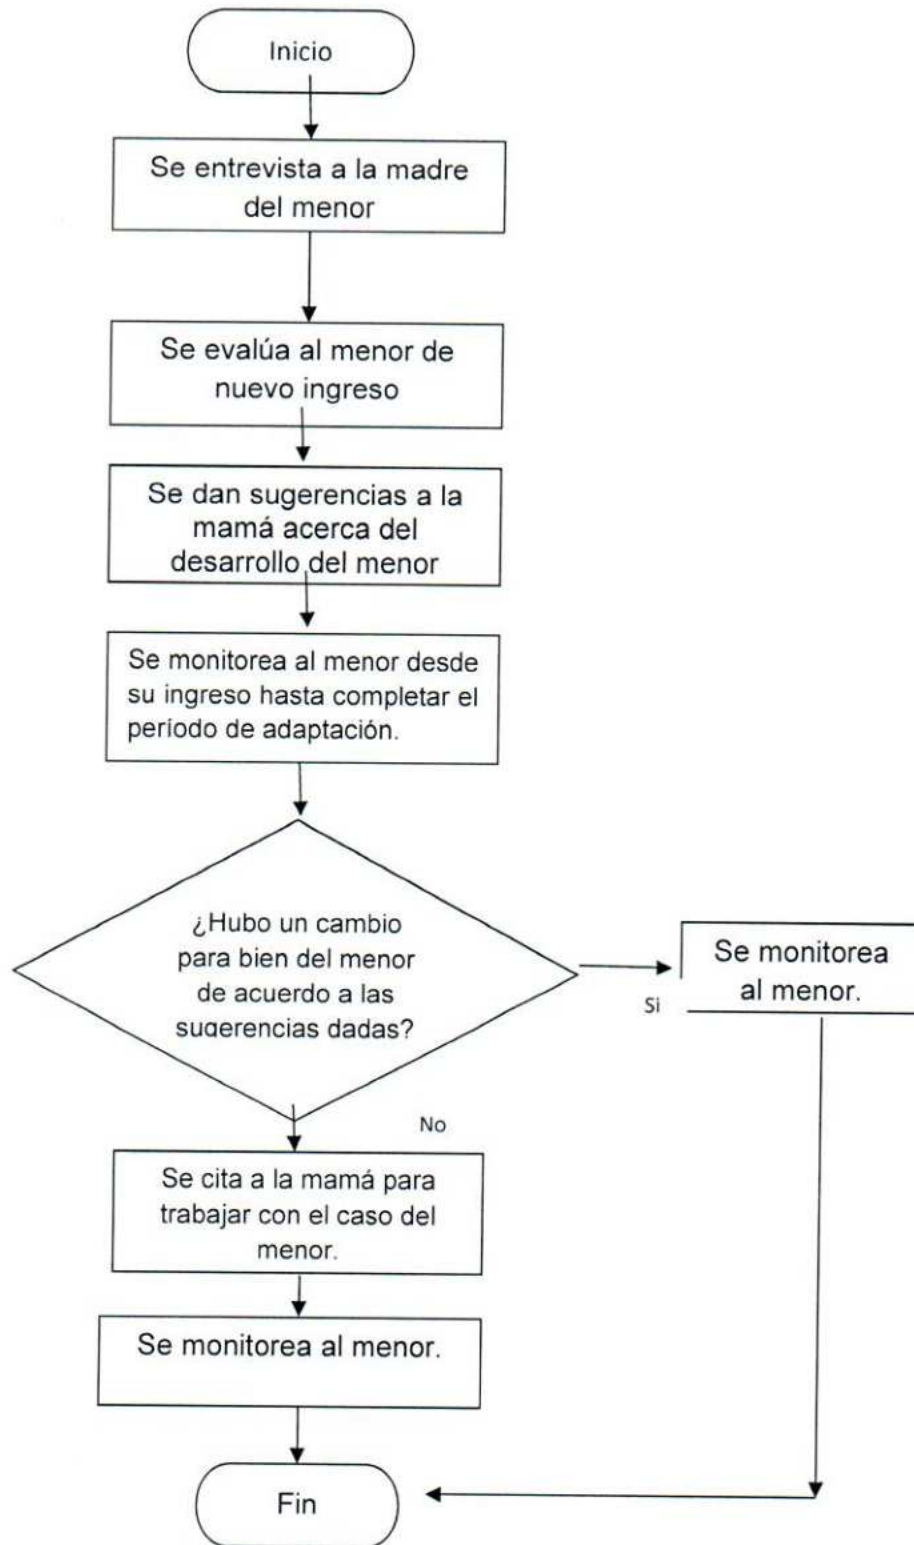 Inicio
Se entrevista a la madre
del menor
Se evalúa al menor de
nuevo ingreso
Se dan sugerencias a la
mamá acerca del
desarrollo del menor
Se monitorea al menor desde
su ingreso hasta completar el
período de adaptación.
¿Hubo un cambio
para bien del menor
de acuerdo a las
sugerencias dadas?
Si
Se monitorea
al menor.
No
Se cita a la mamá para
trabajar con el caso del
menor.
Se monitorea al menor.
Fin